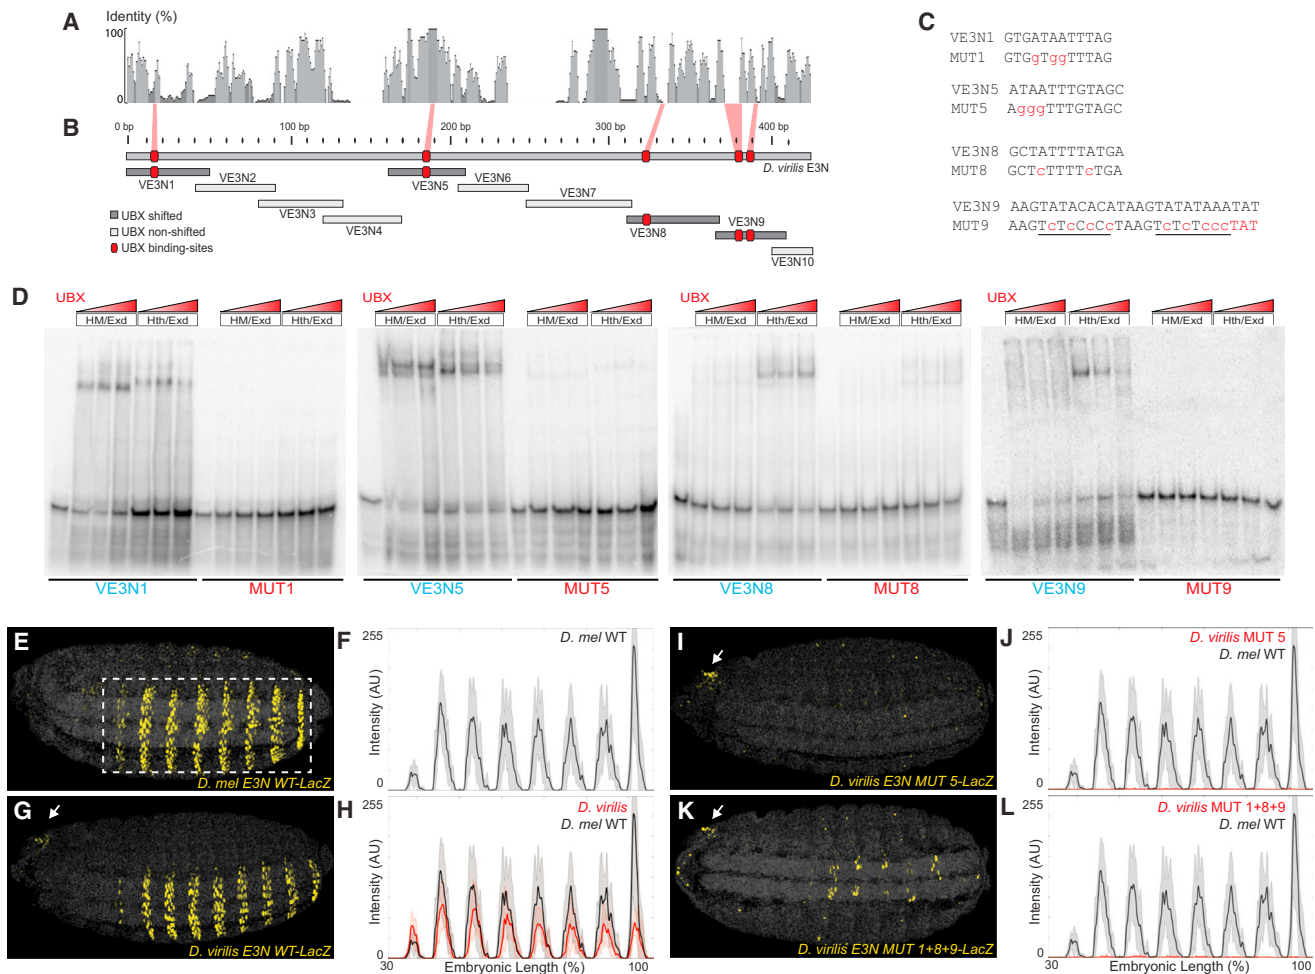 A
Identity (%)
100
0
B
0 bp
100 bp
200 bp
300 bp
400 bp
D. virilis E3N
VE3N1
VE3N2
VE3N3
VE3N4
VE3N5
VE3N6
VE3N7
VE3N8
VE3N9
VE3N10
UBX shifted
UBX non-shifted
UBX binding-sites
C
VE3N1 GTGATAATTTAG
MUT1 GTGgTggTTTAG
VE3N5 ATAATTTGTAGC
MUT5 AgggTTTGTAGC
VE3N8 GCTATTTTATGA
MUT8 GCTcTTTTcTGA
VE3N9 AAGTATACACATAAGTATATAAATAT
MUT9 AAGTcTcCcCcTAAGTcTcTcccTAT
D
UBX
HM/Exd
Hth/Exd
HM/Exd
Hth/Exd
VE3N1
MUT1
UBX
HM/Exd
Hth/Exd
HM/Exd
Hth/Exd
VE3N5
MUT5
UBX
HM/Exd
Hth/Exd
HM/Exd
Hth/Exd
VE3N8
MUT8
UBX
HM/Exd
Hth/Exd
HM/Exd
Hth/Exd
VE3N9
MUT9
E
D. mel E3N WT-LacZ
F
255
D. mel WT
Intensity (AU)
0
G
D. virilis E3N WT-LacZ
H
255
D. virilis
D. mel WT
Intensity (AU)
0
30
Embryonic Length (%)
100
I
D. virilis E3N MUT 5-LacZ
J
255
D. virilis MUT 5
D. mel WT
Intensity (AU)
0
K
D. virilis E3N MUT 1+8+9-LacZ
L
255
D. virilis MUT 1+8+9
D. mel WT
Intensity (AU)
0
30
Embryonic Length (%)
100